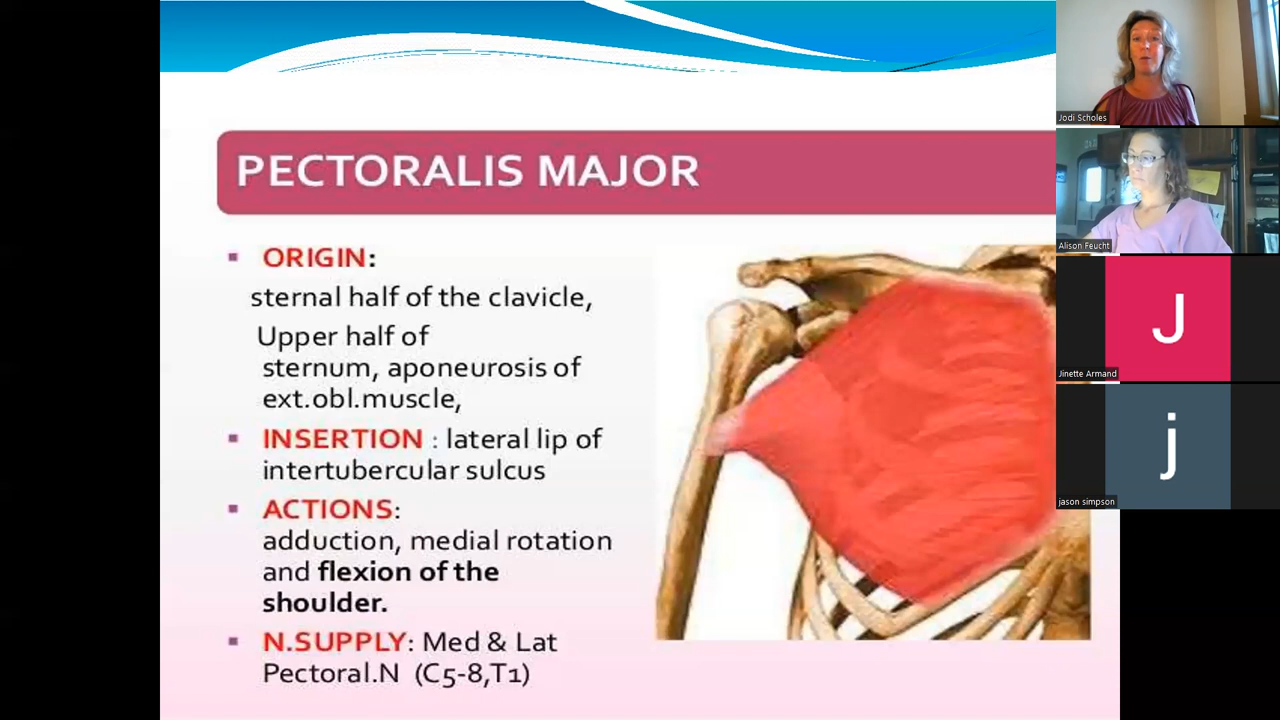 PECTORALIS MAJOR
▪ ORIGIN:
sternal half of the clavicle,
Upper half of
sternum, aponeurosis of
ext.obl.muscle,
▪ INSERTION : lateral lip of
intertubercular sulcus
▪ ACTIONS:
adduction, medial rotation
and flexion of the
shoulder.
▪ N.SUPPLY: Med & Lat
Pectoral.N (C5-8,T1)
Jodi Scholes
Alison Feucht
J
Jinette Armand
j
jason simpson